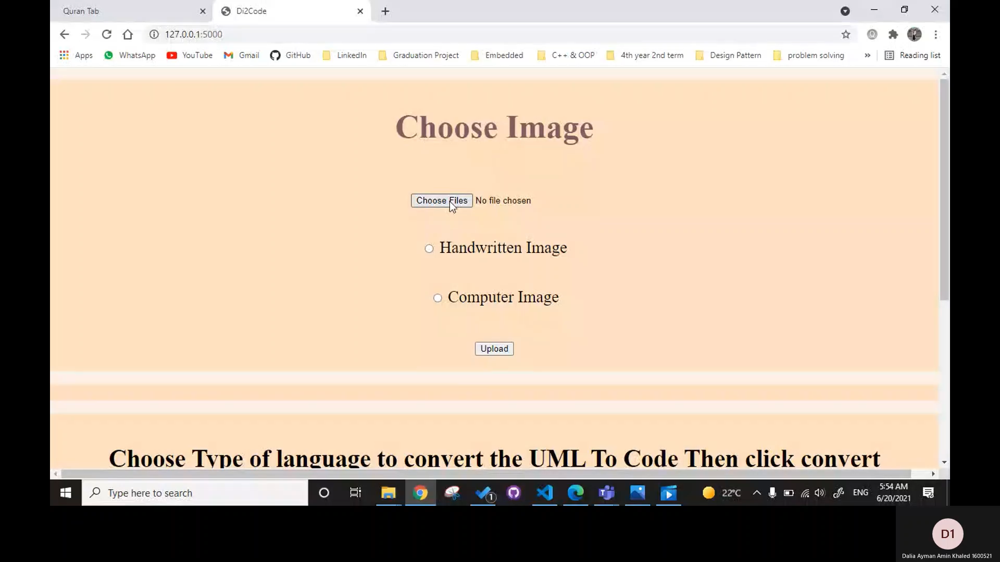 Quran Tab
Di2Code
127.0.0.1:5000
Apps WhatsApp YouTube Gmail GitHub LinkedIn Graduation Project Embedded C++ & OOP 4th year 2nd term Design Pattern problem solving » Reading list
Choose Image
Choose Files No file chosen
Handwritten Image
Computer Image
Upload
Choose Type of language to convert the UML To Code Then click convert
Type here to search
1
22°C
ENG
5:54 AM
6/20/2021
D1
Dalia Ayman Amin Khaled 1600521